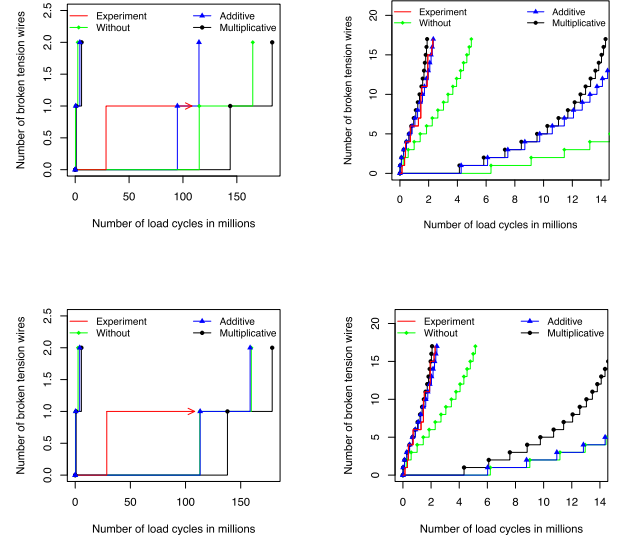 Experiment
Without
Additive
Multiplicative
Number of broken tension wires
0.0 0.5 1.0 1.5 2.0 2.5
0 50 100 150
Number of load cycles in millions
Experiment
Without
Additive
Multiplicative
Number of broken tension wires
0 5 10 15 20
0 2 4 6 8 10 12 14
Number of load cycles in millions
Experiment
Without
Additive
Multiplicative
Number of broken tension wires
0.0 0.5 1.0 1.5 2.0 2.5
0 50 100 150
Number of load cycles in millions
Experiment
Without
Additive
Multiplicative
Number of broken tension wires
0 5 10 15 20
0 2 4 6 8 10 12 14
Number of load cycles in millions